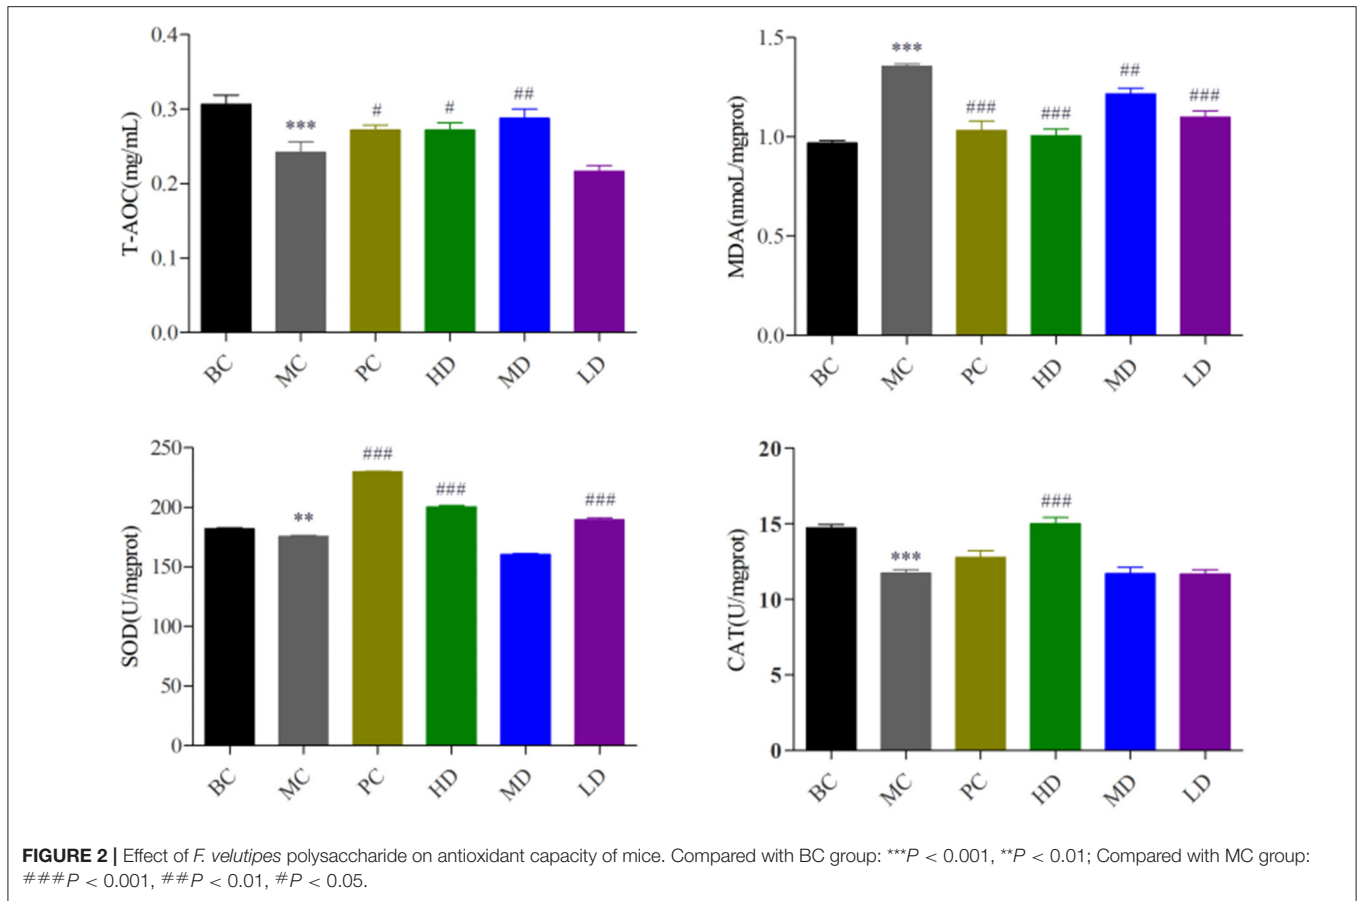 0.4
0.3
0.2
0.1
0.0
T-AOC(mg/mL)
***
#
#
##
BC
MC
PC
HD
MD
LD
1.5
1.0
0.5
0.0
MDA(nmoL/mgprot)
***
###
###
##
###
BC
MC
PC
HD
MD
LD
250
200
150
100
50
0
SOD(U/mgprot)
**
###
###
###
BC
MC
PC
HD
MD
LD
20
15
10
5
0
CAT(U/mgprot)
***
###
BC
MC
PC
HD
MD
LD
FIGURE 2 | Effect of F. velutipes polysaccharide on antioxidant capacity of mice. Compared with BC group: ***P < 0.001, **P < 0.01; Compared with MC group:
###P < 0.001, ##P < 0.01, #P < 0.05.